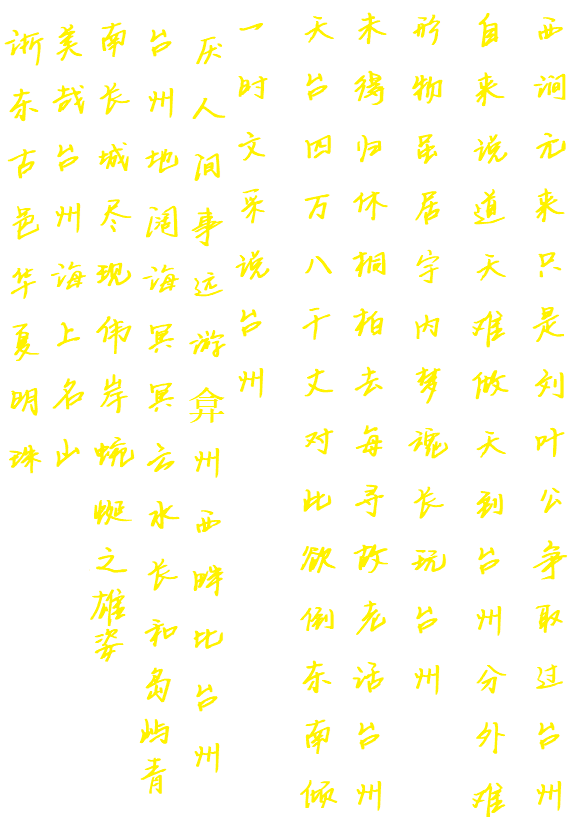 西涧元来只是刘叶公争取过台州
自来说道天难做天到台州分外难
形物虽居宇内梦魂长玩台州
未得归休桐柏去每寻故老话台州
天台四万八千丈对此欲倒东南倾
一时文采说台州
厌人间事远游弇州西畔比台州
台州地阔海冥冥云水长和岛屿青
南长城尽现伟岸蜿蜒之雄姿
美哉台州海上名山
浙东古邑华夏明珠